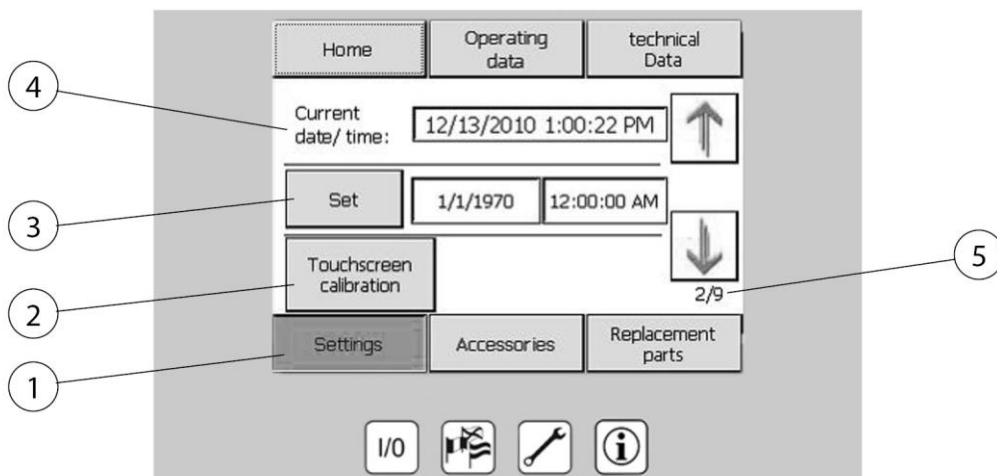 Home
Operating
data
technical
Data
4
Current
date/ time:
12/13/2010 1:00:22 PM
3
Set
1/1/1970
12:00:00 AM
5
2
Touchscreen
calibration
2/9
1
Settings
Accessories
Replacement
parts
I/0
i